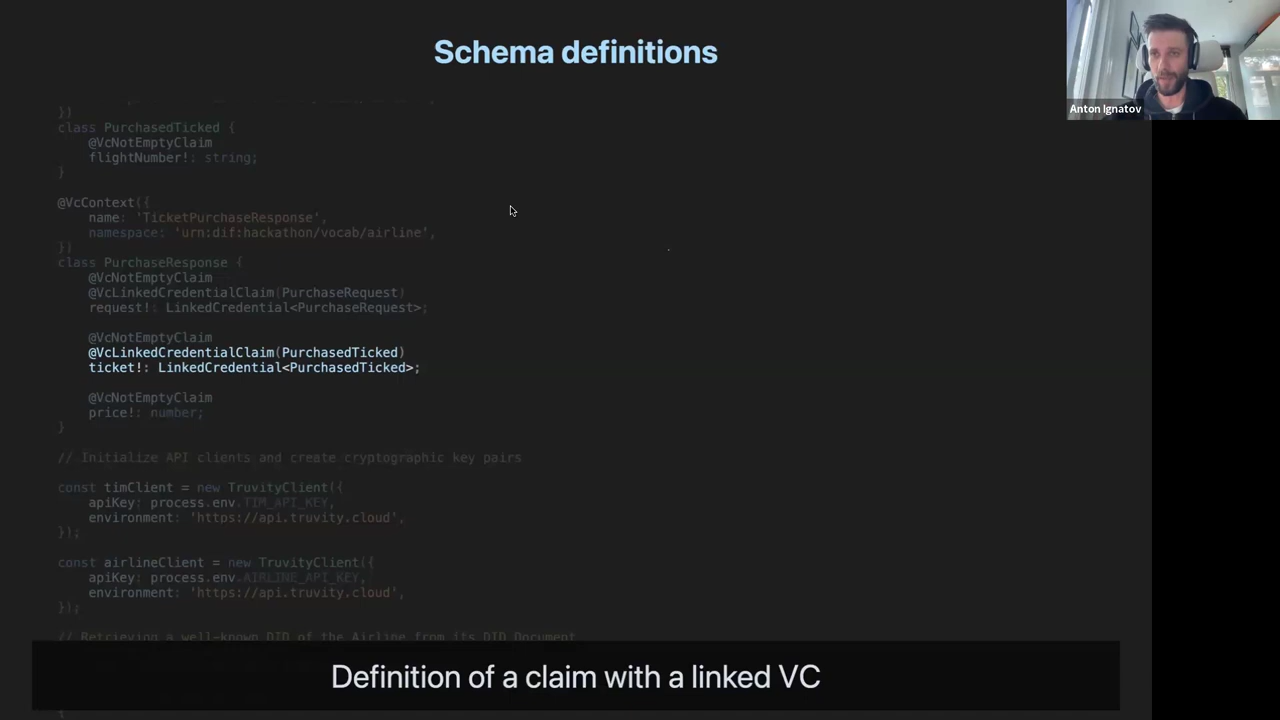 Schema definitions
Anton Ignatov
})
class PurchasedTicked {
@VcNotEmptyClaim
flightNumber!: string;
}
@VcContext({
name: 'TicketPurchaseResponse',
namespace: 'urn:dif:hackathon/vocab/airline',
})
class PurchaseResponse {
@VcNotEmptyClaim
@VcLinkedCredentialClaim(PurchaseRequest)
request!: LinkedCredential<PurchaseRequest>;
@VcNotEmptyClaim
@VcLinkedCredentialClaim(PurchasedTicked)
ticket!: LinkedCredential<PurchasedTicked>;
@VcNotEmptyClaim
price!: number;
}
// Initialize API clients and create cryptographic key pairs
const timClient = new TruvityClient({
apiKey: process.env.TIM_API_KEY,
environment: 'https://api.truvity.cloud',
});
const airlineClient = new TruvityClient({
apiKey: process.env.AIRLINE_API_KEY,
environment: 'https://api.truvity.cloud',
});
// Retrieving a well-known DID of the Airline from its DID Document
Definition of a claim with a linked VC
{